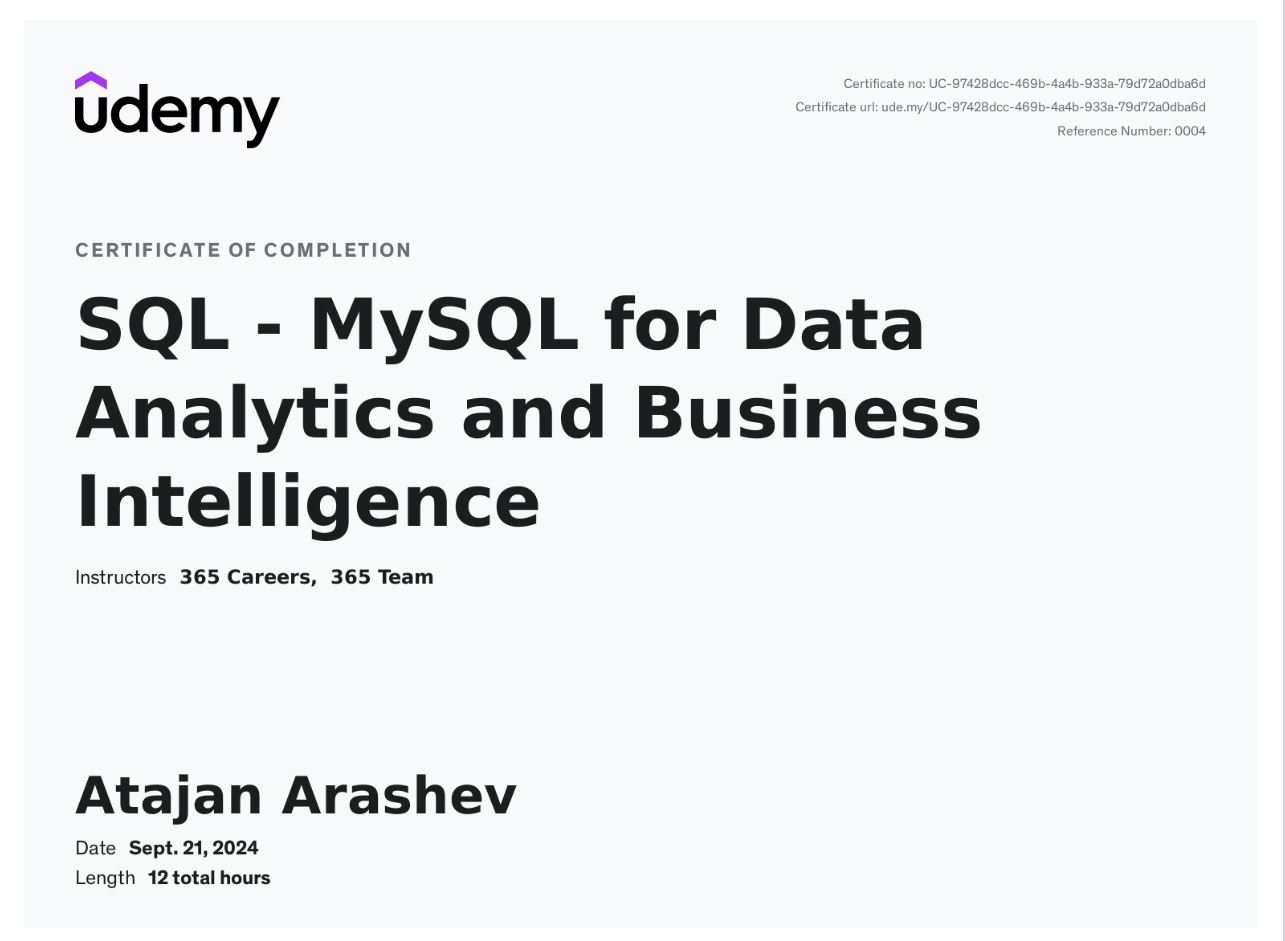 udemy
Certificate no: UC-97428dcc-469b-4a4b-933a-79d72a0dba6d
Certificate url: ude.my/UC-97428dcc-469b-4a4b-933a-79d72a0dba6d
Reference Number: 0004
CERTIFICATE OF COMPLETION
SQL - MySQL for Data
Analytics and Business
Intelligence
Instructors 365 Careers, 365 Team
Atajan Arashev
Date Sept. 21, 2024
Length 12 total hours